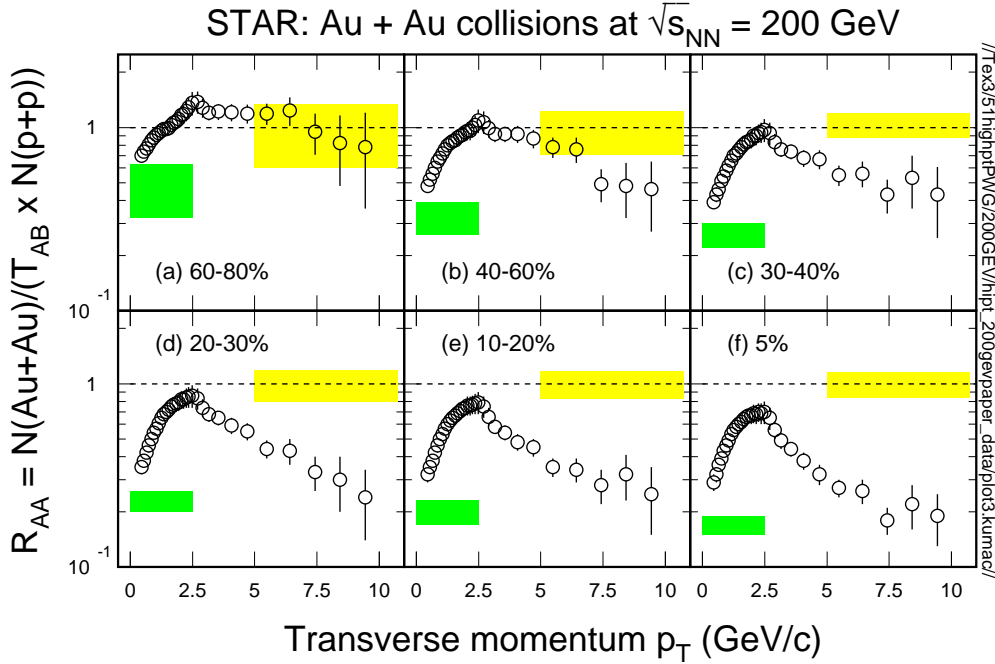 STAR: Au + Au collisions at √s_NN = 200 GeV
R_AA = N(Au+Au)/(T_AB x N(p+p))
1
10^-1
(a) 60-80%
(b) 40-60%
(c) 30-40%
1
10^-1
(d) 20-30%
(e) 10-20%
(f) 5%
0 2.5 5 7.5 10 0 2.5 5 7.5 10 0 2.5 5 7.5 10
Transverse momentum p_T (GeV/c)
//Tex3/51highptPWG/200GEV/hipt_200gevpaper_data/plot3.kumac//